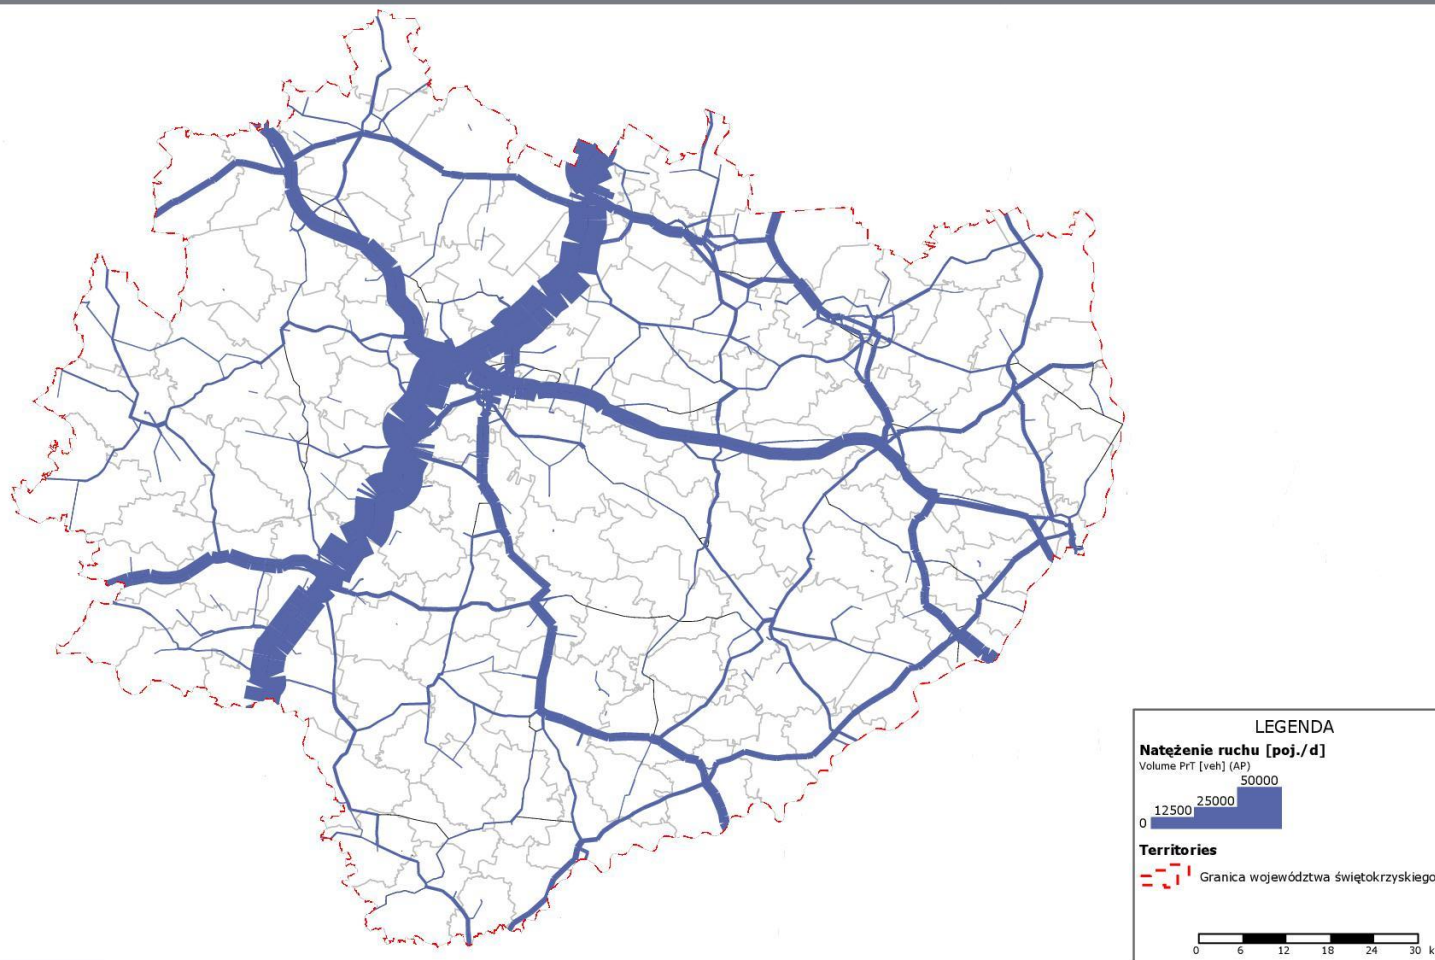 LEGENDA
Natężenie ruchu [poj./d]
Volume PrT [veh] (AP)
50000
25000
12500
0
Territories
Granica województwa świętokrzyskiego
0 6 12 18 24 30 k